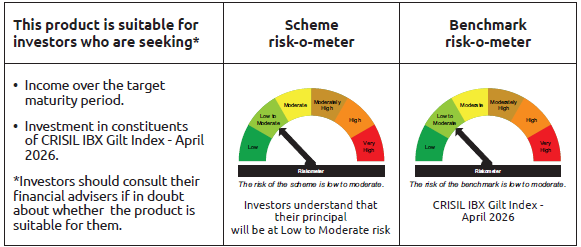 This product is suitable for
investors who are seeking*
• Income over the target
maturity period.
• Investment in constituents
of CRISIL IBX Gilt Index - April
2026.
*Investors should consult their
financial advisers if in doubt
about whether the product is
suitable for them.
Scheme
risk-o-meter
Low
Low to
Moderate
Moderate
Moderately
High
High
Very
High
Riskometer
The risk of the scheme is low to moderate.
Investors understand that
their principal
will be at Low to Moderate risk
Benchmark
risk-o-meter
Low
Low to
Moderate
Moderate
Moderately
High
High
Very
High
Riskometer
The risk of the benchmark is low to moderate.
CRISIL IBX Gilt Index -
April 2026